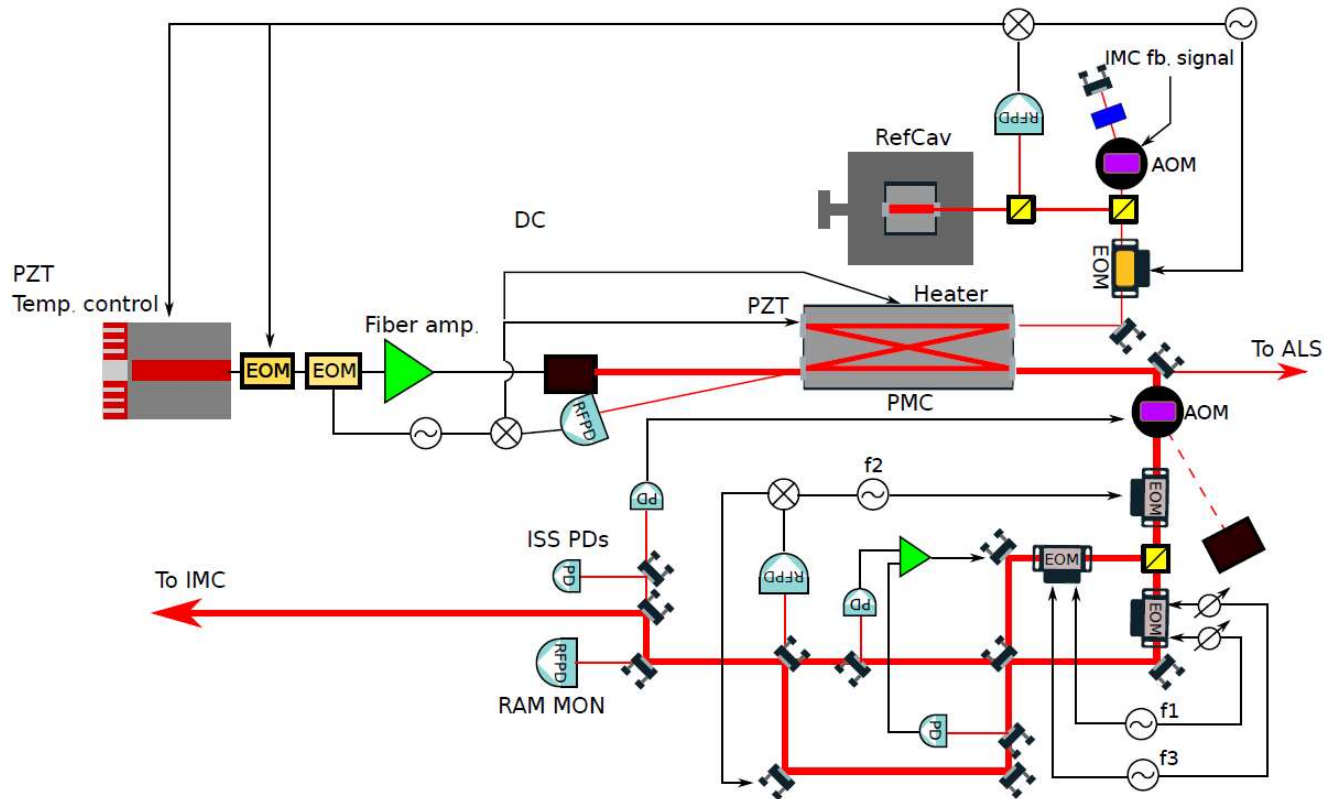 IMC fb. signal
RFPD
RefCav
AOM
DC
EOM
PZT
Temp. control
PZT
Heater
Fiber amp.
To ALS
EOM
EOM
RFPD
PMC
AOM
PD
f2
EOM
ISS PDs
PD
To IMC
RFPD
PD
EOM
EOM
RFPD
RAM MON
PD
f1
f3